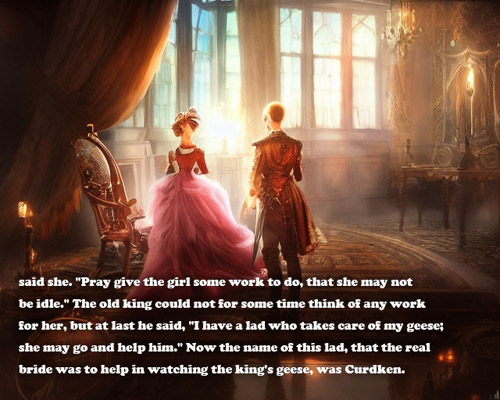 said she. "Pray give the girl some work to do, that she may not
be idle." The old king could not for some time think of any work
for her, but at last he said, "I have a lad who takes care of my geese;
she may go and help him." Now the name of this lad, that the real
bride was to help in watching the king's geese, was Curdken.